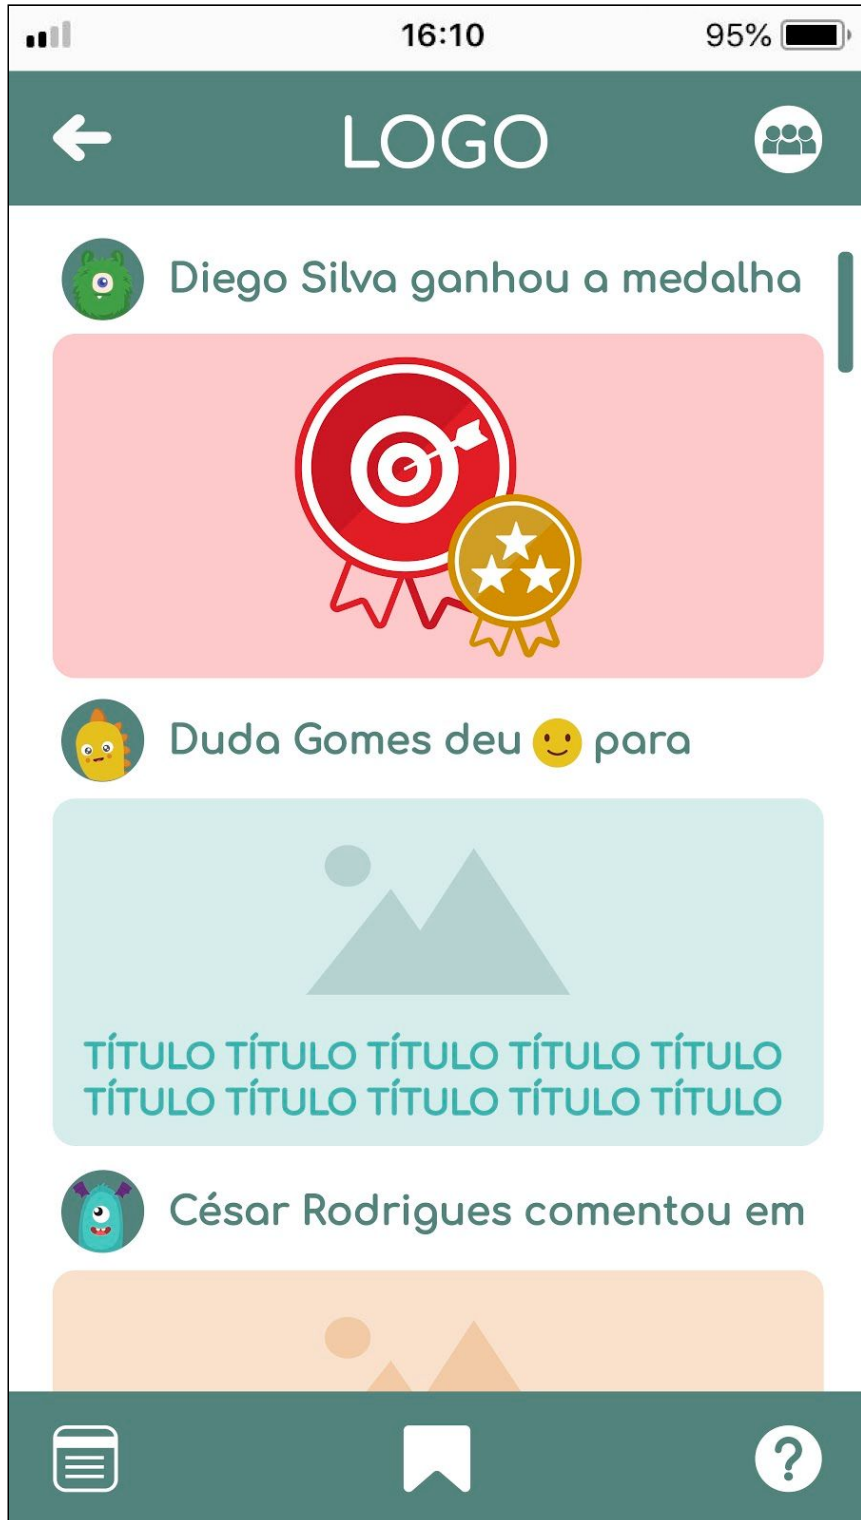 16:10 95%
LOGO
Diego Silva ganhou a medalha
Duda Gomes deu 🙂 para
TÍTULO TÍTULO TÍTULO TÍTULO TÍTULO
TÍTULO TÍTULO TÍTULO TÍTULO TÍTULO
César Rodrigues comentou em
?